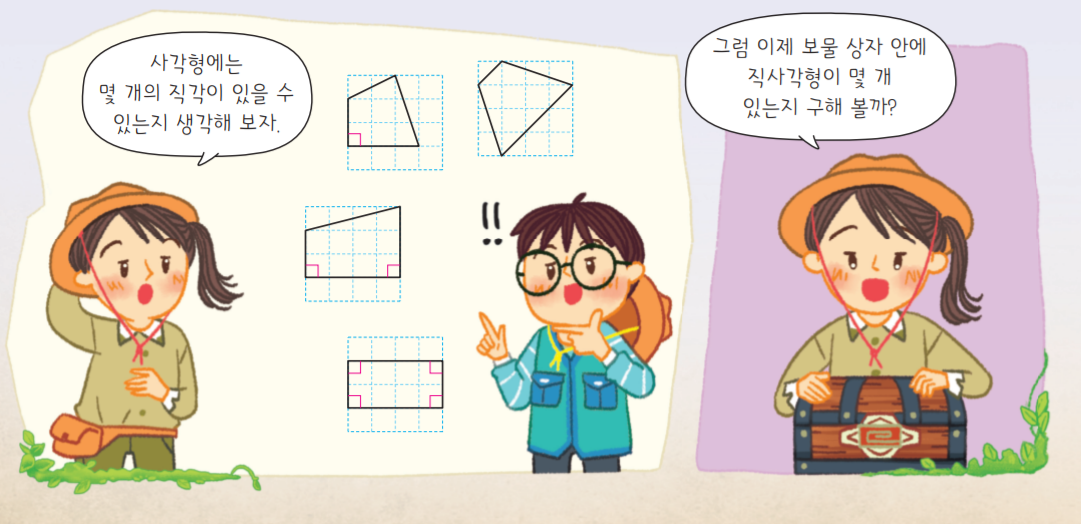 사각형에는
몇 개의 직각이 있을 수
있는지 생각해 보자.
!!
그럼 이제 보물 상자 안에
직사각형이 몇 개
있는지 구해 볼까?